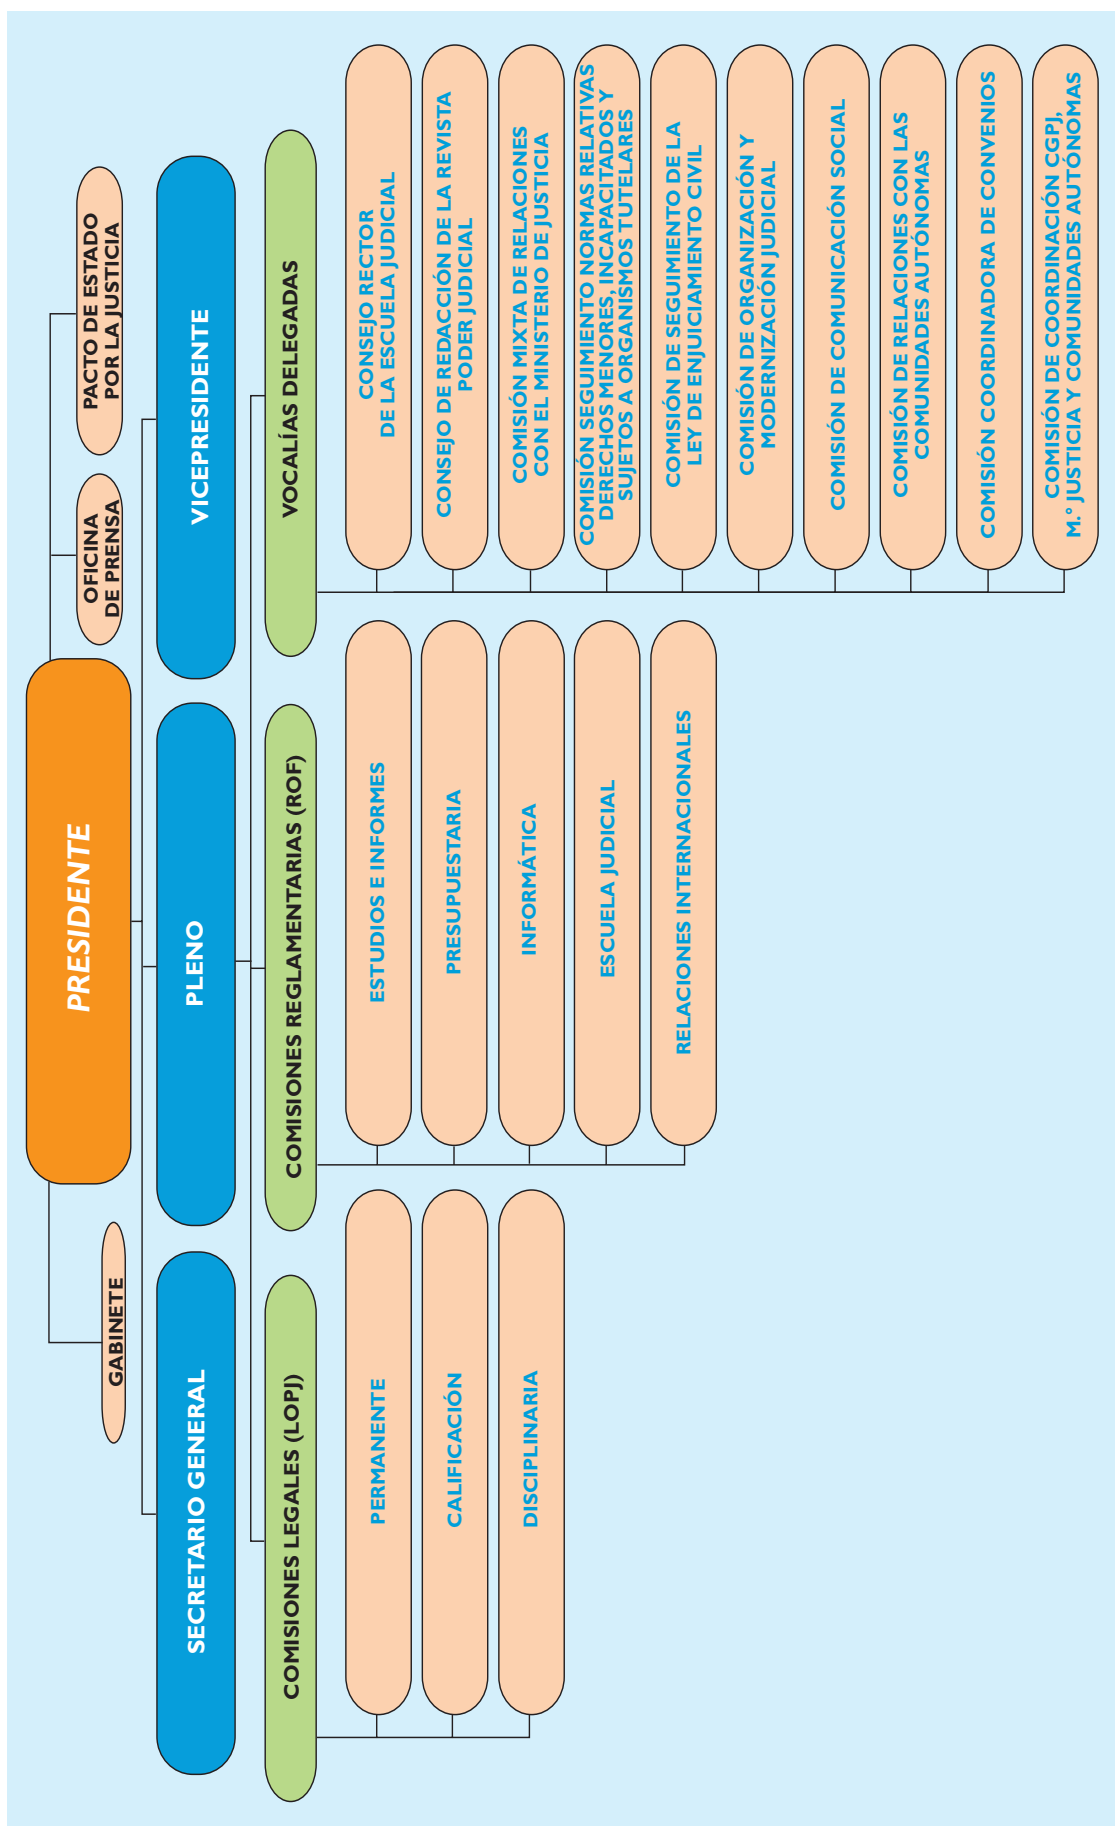 PRESIDENTE
GABINETE
OFICINA
DE PRENSA
PACTO DE ESTADO
POR LA JUSTICIA
SECRETARIO GENERAL
PLENO
VICEPRESIDENTE
COMISIONES LEGALES (LOPJ)
PERMANENTE
CALIFICACIÓN
DISCIPLINARIA
COMISIONES REGLAMENTARIAS (ROF)
ESTUDIOS E INFORMES
PRESUPUESTARIA
INFORMÁTICA
ESCUELA JUDICIAL
RELACIONES INTERNACIONALES
VOCALÍAS DELEGADAS
CONSEJO RECTOR
DE LA ESCUELA JUDICIAL
CONSEJO DE REDACCIÓN DE LA REVISTA
PODER JUDICIAL
COMISIÓN MIXTA DE RELACIONES
CON EL MINISTERIO DE JUSTICIA
COMISIÓN SEGUIMIENTO NORMAS RELATIVAS
DERECHOS MENORES, INCAPACITADOS Y
SUJETOS A ORGANISMOS TUTELARES
COMISIÓN DE SEGUIMIENTO DE LA
LEY DE ENJUICIAMIENTO CIVIL
COMISIÓN DE ORGANIZACIÓN Y
MODERNIZACIÓN JUDICIAL
COMISIÓN DE COMUNICACIÓN SOCIAL
COMISIÓN DE RELACIONES CON LAS
COMUNIDADES AUTÓNOMAS
COMISIÓN COORDINADORA DE CONVENIOS
COMISIÓN DE COORDINACIÓN CGPJ,
M.° JUSTICIA Y COMUNIDADES AUTÓNOMAS